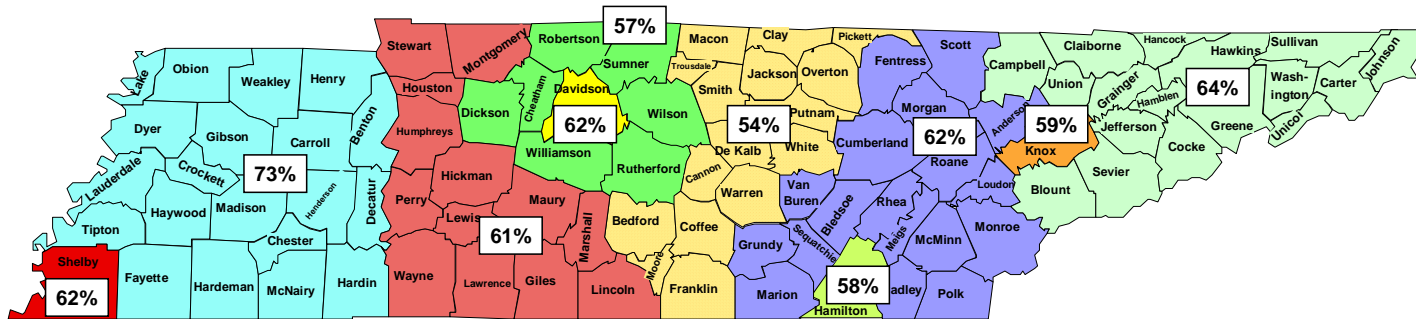 57%
Stewart
Montgomery
Robertson
Sumner
Macon
Clay
Pickett
Scott
Claiborne
Hancock
Hawkins
Sullivan
Johnson
Lake
Obion
Weakley
Henry
Houston
Trousdale
Jackson
Overton
Fentress
Campbell
Union
Grainger
Hamblen
64%
Wash-
ington
Carter
Dickson
Cheatham
Davidson
Wilson
Smith
Putnam
Morgan
Anderson
59%
Unicoi
Dyer
Gibson
Carroll
Benton
Humphreys
62%
54%
62%
Jefferson
Greene
Lauderdale
Crockett
73%
Henderson
Decatur
Hickman
Williamson
Rutherford
De Kalb
White
Cumberland
Roane
Knox
Cocke
Haywood
Madison
Perry
Lewis
Maury
Marshall
Cannon
Warren
Van
Buren
Bledsoe
Rhea
Loudon
Blount
Sevier
Tipton
Chester
61%
Bedford
Coffee
Grundy
Sequatchie
Meigs
McMinn
Monroe
Shelby
62%
Fayette
Hardeman
McNairy
Hardin
Wayne
Lawrence
Giles
Lincoln
Moore
Franklin
Marion
58%
Hamilton
adley
Polk